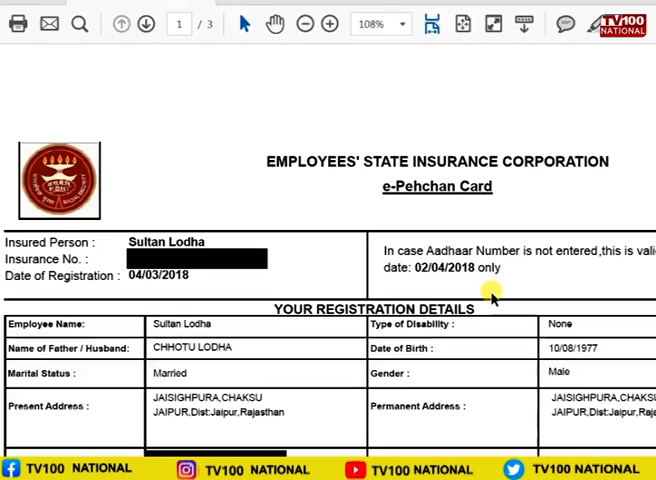 1 / 3
108%
TV100
NATIONAL
EMPLOYEES' STATE INSURANCE CORPORATION
e-Pehchan Card
Insured Person : Sultan Lodha
Insurance No. :
Date of Registration : 04/03/2018
In case Aadhaar Number is not entered,this is vali
date: 02/04/2018 only
YOUR REGISTRATION DETAILS
Employee Name: Sultan Lodha Type of Disability : None
Name of Father / Husband: CHHOTU LODHA Date of Birth : 10/08/1977
Marital Status : Married Gender : Male
Present Address : JAISIGHPURA,CHAKSU JAIPUR,Dist:Jaipur,Rajasthan Permanent Address : JAISIGHPURA,CHAKS JAIPUR,Dist:Jaipur,Rajas
TV100 NATIONAL TV100 NATIONAL TV100 NATIONAL TV100 NATIONAL